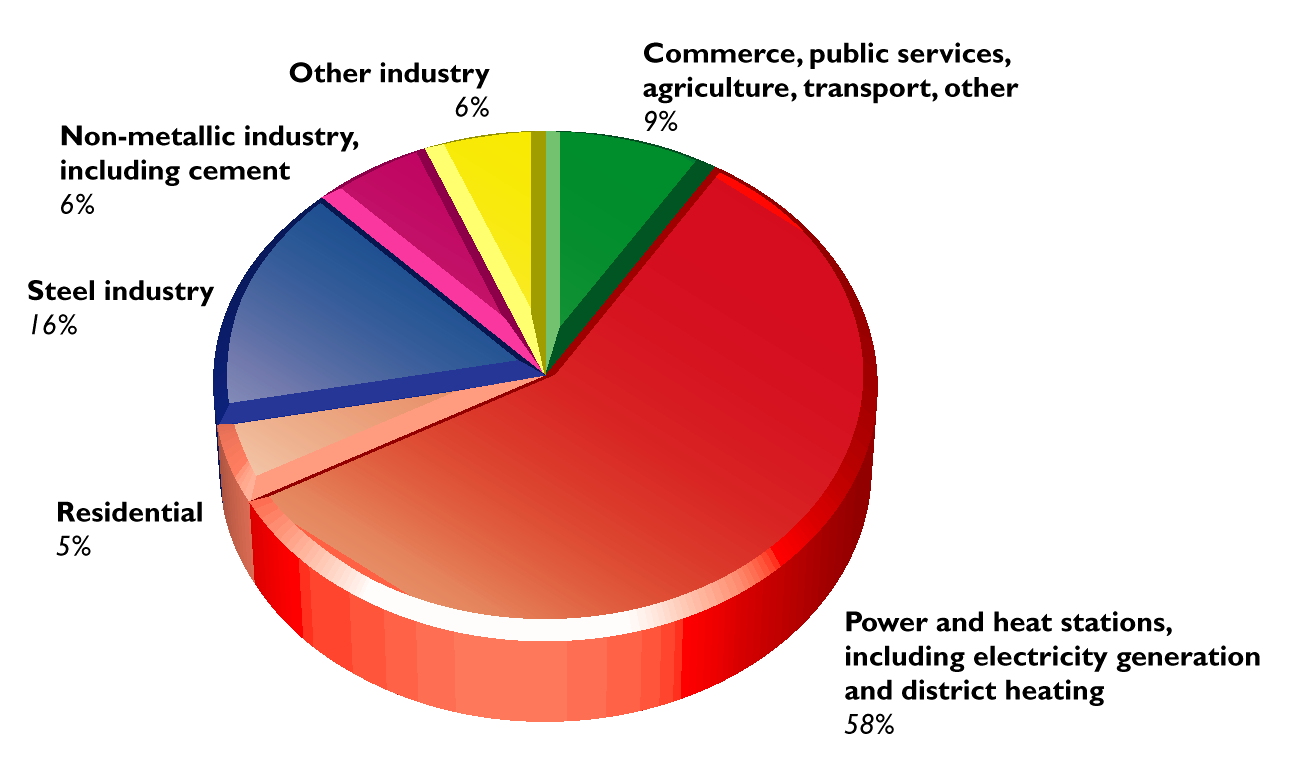 Commerce, public services,
agriculture, transport, other
9%
Other industry
6%
Non-metallic industry,
including cement
6%
Steel industry
16%
Residential
5%
Power and heat stations,
including electricity generation
and district heating
58%